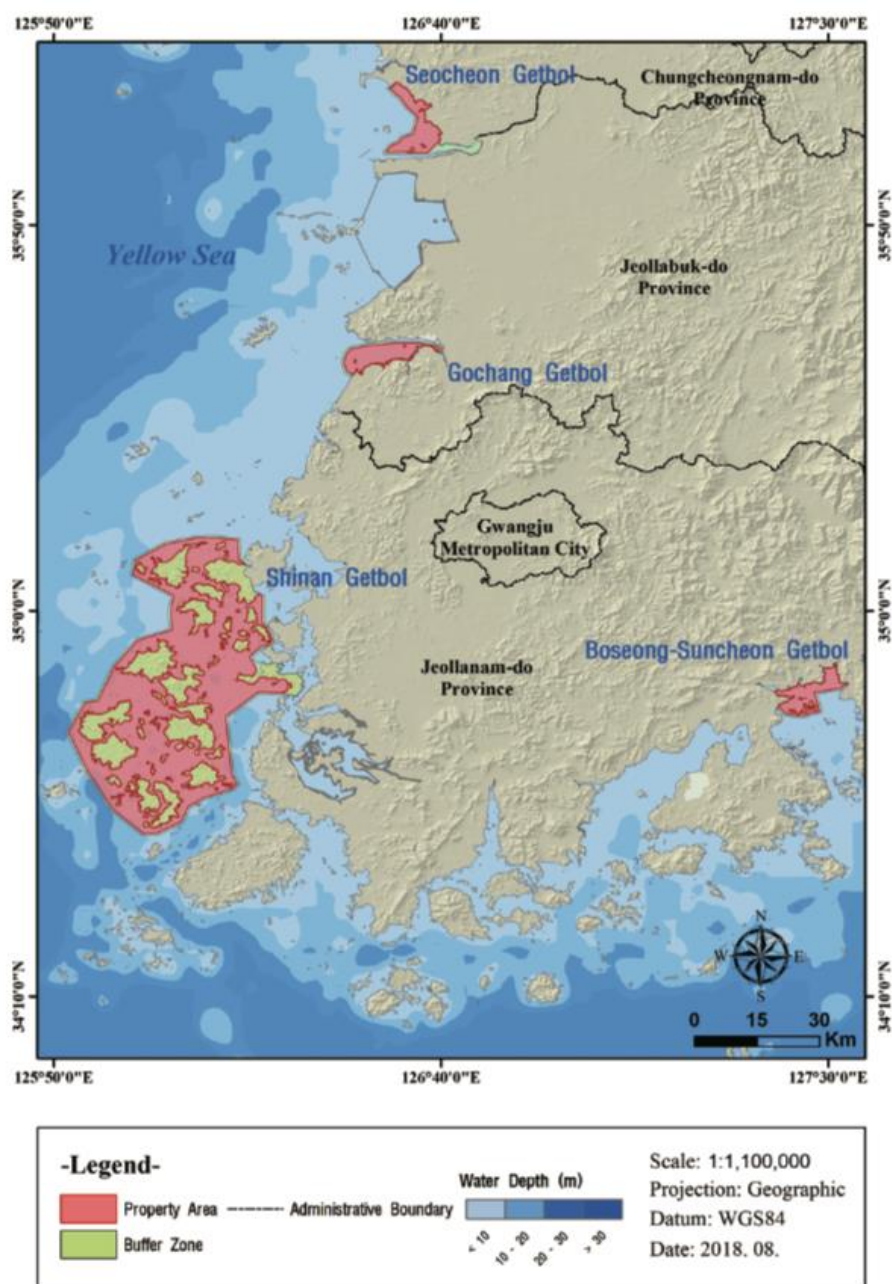 125°50'0"E 126°40'0"E 127°30'0"E
Seocheon Getbol
Chungcheongnam-do
Province
35°50'0"N 35°50'0"N
Yellow Sea
Jeollabuk-do
Province
Gochang Getbol
Gwangju
Metropolitan City
Shinan Getbol
35°0'0"N 35°0'0"N
Boseong-Suncheon Getbol
Jeollanam-do
Province
N
W E
S
34°10'0"N 34°10'0"N
0 15 30
Km
125°50'0"E 126°40'0"E 127°30'0"E
-Legend-
Property Area
Administrative Boundary
Buffer Zone
Water Depth (m)
< 10
10 - 20
20 - 30
> 30
Scale: 1:1,100,000
Projection: Geographic
Datum: WGS84
Date: 2018. 08.